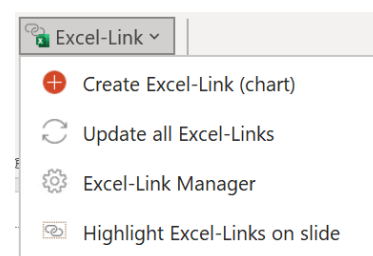 Excel-Link
Create Excel-Link (chart)
Update all Excel-Links
Excel-Link Manager
Highlight Excel-Links on slide